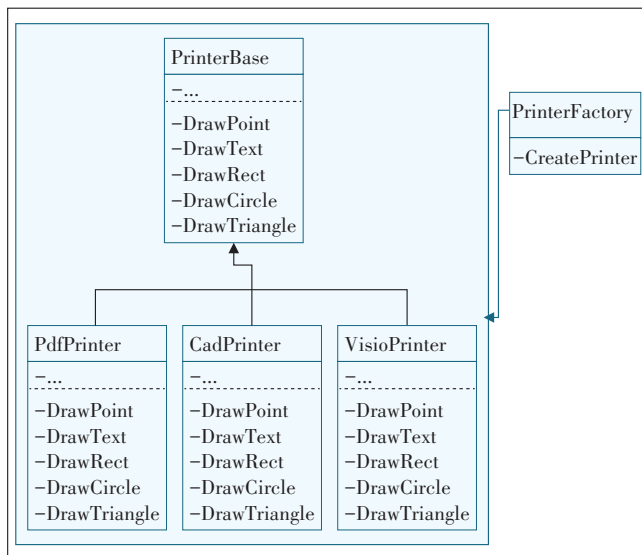 PrinterBase
–...
–DrawPoint
–DrawText
–DrawRect
–DrawCircle
–DrawTriangle
PrinterFactory
–CreatePrinter
PdfPrinter
–...
–DrawPoint
–DrawText
–DrawRect
–DrawCircle
–DrawTriangle
CadPrinter
–...
–DrawPoint
–DrawText
–DrawRect
–DrawCircle
–DrawTriangle
VisioPrinter
–...
–DrawPoint
–DrawText
–DrawRect
–DrawCircle
–DrawTriangle